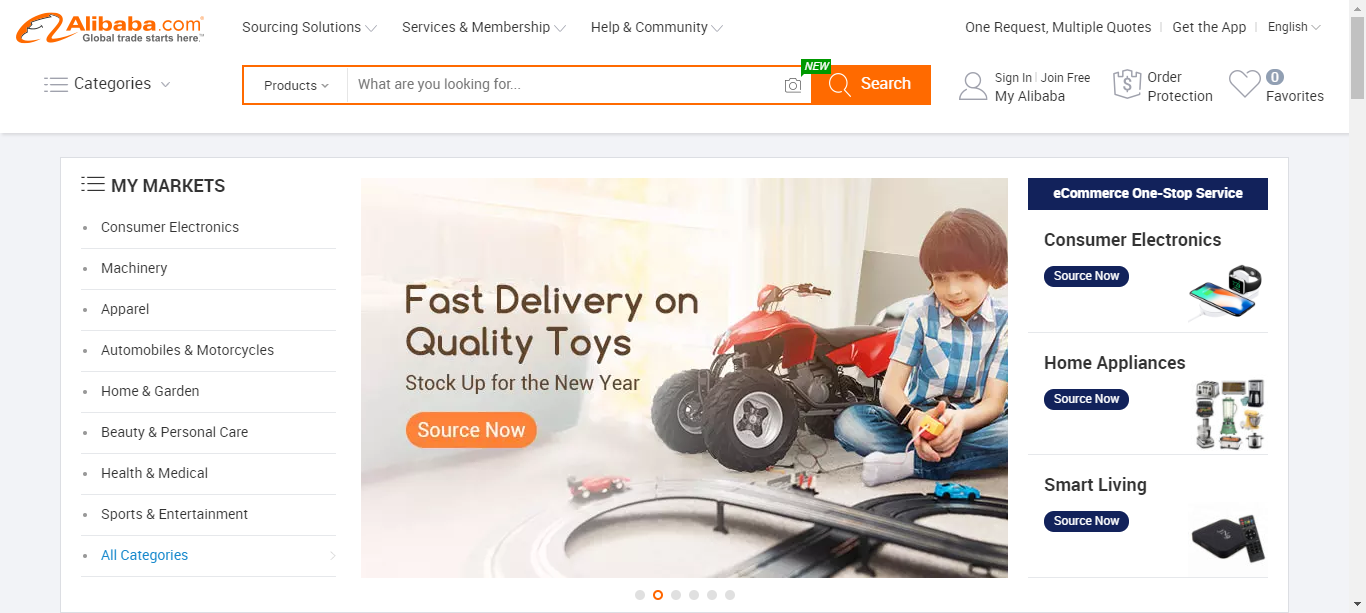 Alibaba.com
Global trade starts here.™
Sourcing Solutions
Services & Membership
Help & Community
One Request, Multiple Quotes
Get the App
English
Categories
Products
What are you looking for...
NEW
Search
Sign In
Join Free
My Alibaba
Order
Protection
0
Favorites
MY MARKETS
Consumer Electronics
Machinery
Apparel
Automobiles & Motorcycles
Home & Garden
Beauty & Personal Care
Health & Medical
Sports & Entertainment
All Categories
Fast Delivery on
Quality Toys
Stock Up for the New Year
Source Now
eCommerce One-Stop Service
Consumer Electronics
Source Now
Home Appliances
Source Now
Smart Living
Source Now